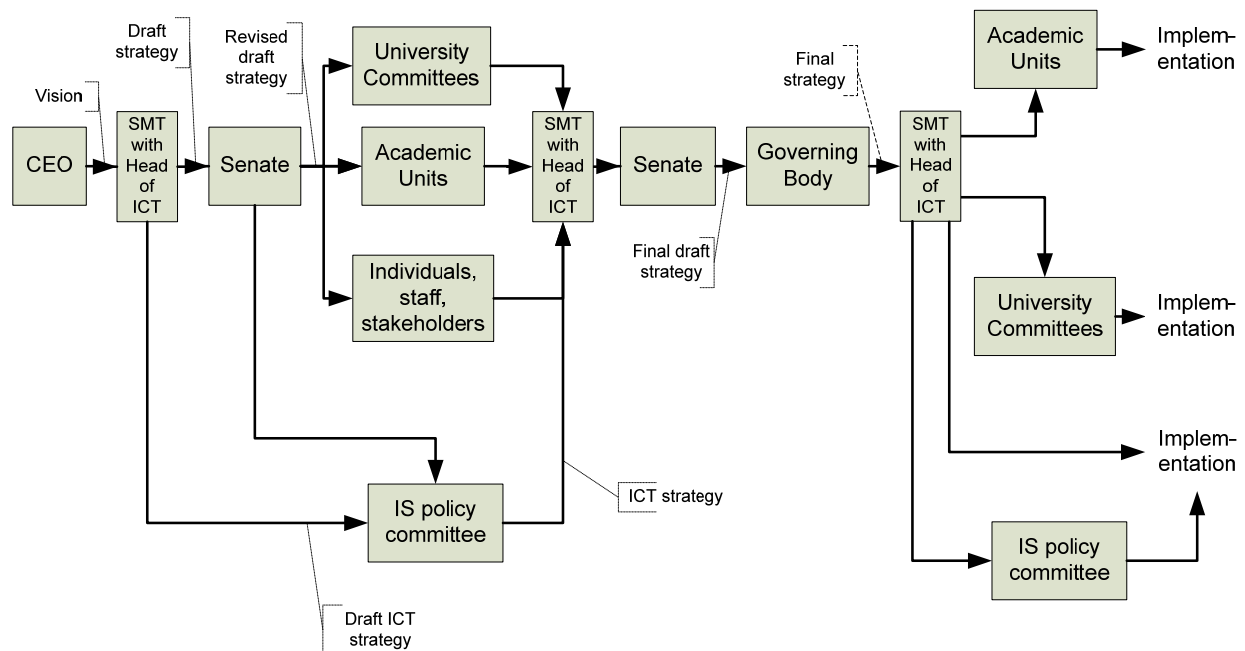 Draft
strategy
Revised
draft
strategy
Vision
CEO
SMT
with
Head
of
ICT
Senate
University
Committees
Academic
Units
Individuals,
staff,
stakeholders
IS policy
committee
Draft ICT
strategy
ICT strategy
SMT
with
Head
of
ICT
Senate
Final draft
strategy
Governing
Body
Final
strategy
SMT
with
Head
of
ICT
Academic
Units
Implem-
entation
University
Committees
Implem-
entation
Implem-
entation
IS policy
committee